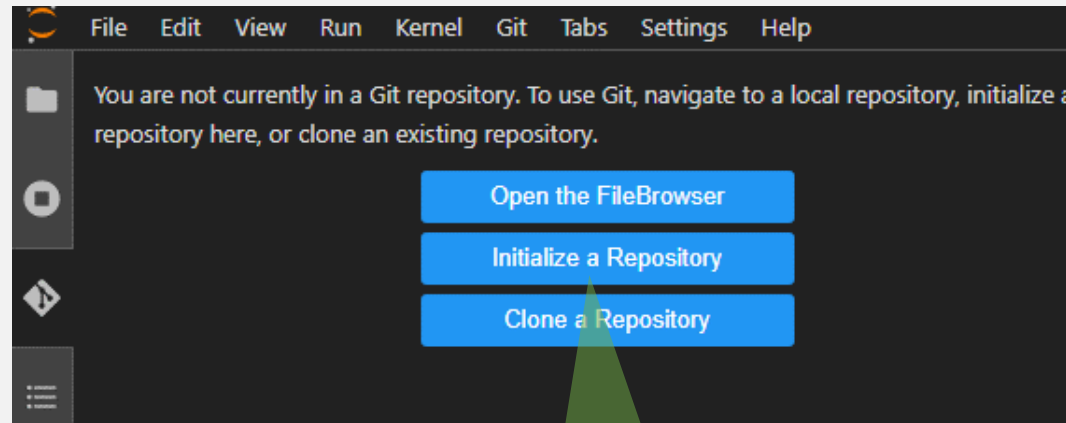 File Edit View Run Kernel Git Tabs Settings Help
You are not currently in a Git repository. To use Git, navigate to a local repository, initialize a
repository here, or clone an existing repository.
Open the FileBrowser
Initialize a Repository
Clone a Repository